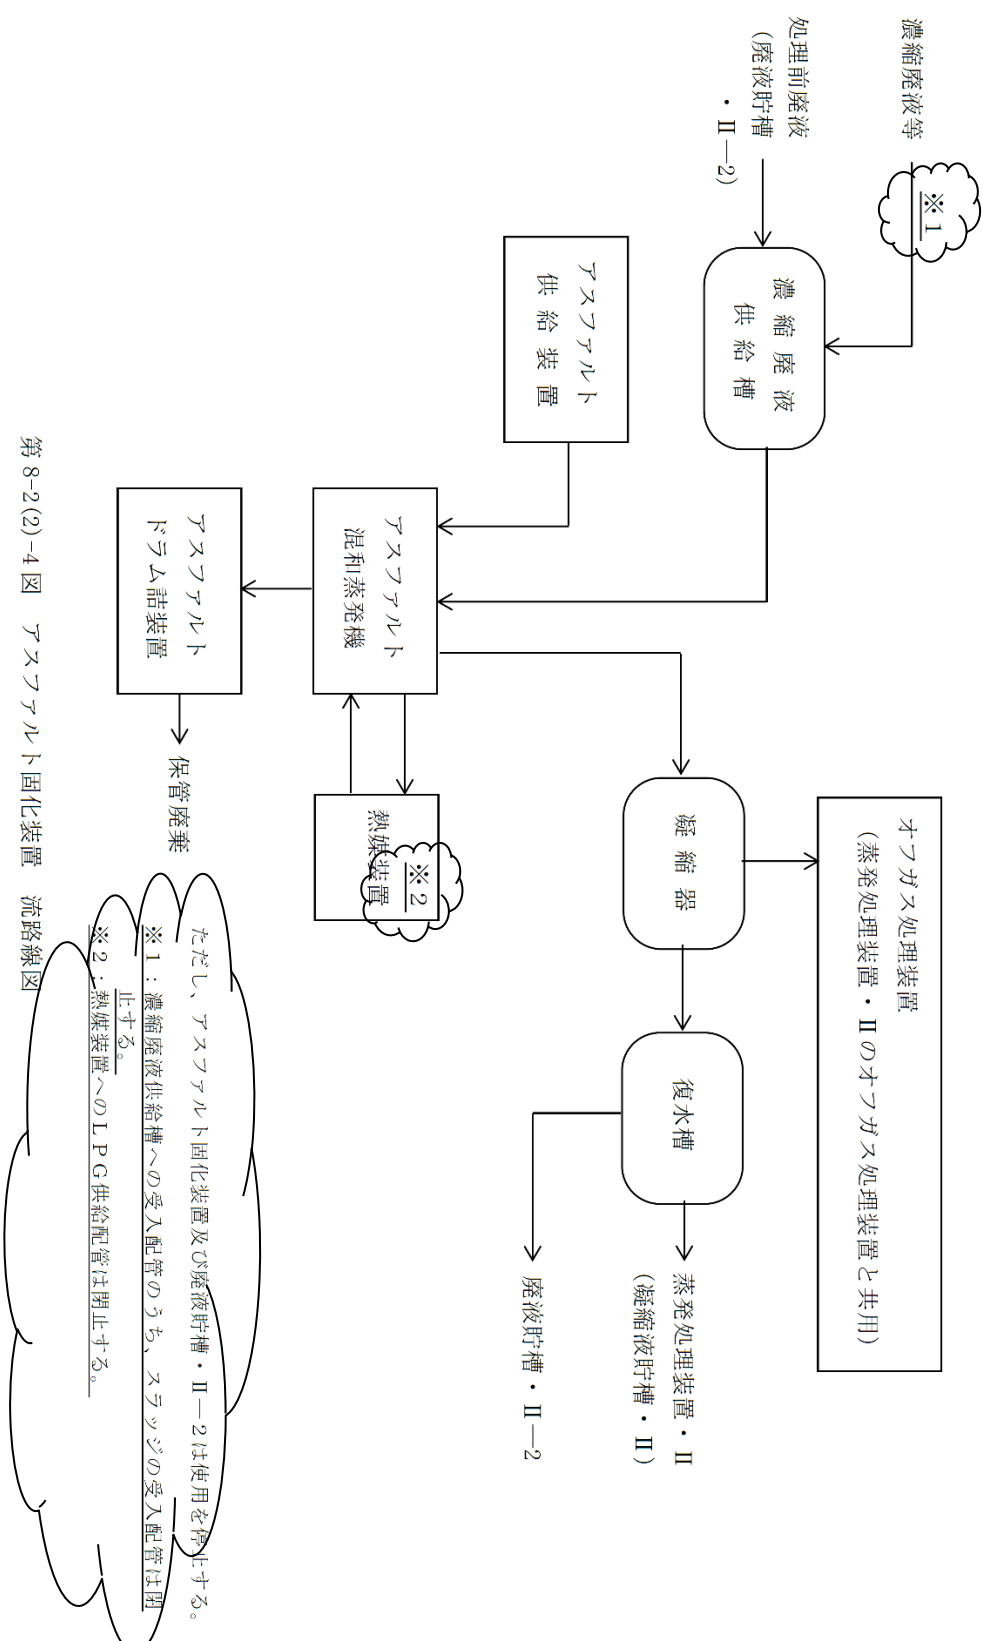 濃縮廃液等
※１
処理前廃液
(廃液貯槽
・Ⅱ―2)
濃縮廃液
供給槽
アスファルト
供給装置
アスファルト
混和蒸発機
アスファルト
ドラム詰装置
保管廃棄
熱媒装置
※２
凝縮器
オフガス処理装置
(蒸発処理装置・Ⅱのオフガス処理装置と共用)
復水槽
蒸発処理装置・Ⅱ
(凝縮液貯槽・Ⅱ)
廃液貯槽・Ⅱ―2
ただし、アスファルト固化装置及び廃液貯槽・Ⅱ―2は使用を停止する。
※１：濃縮廃液供給槽への受入配管のうち、スラッジの受入配管は閉
止する。
※２：熱媒装置へのＬＰＧ供給配管は閉止する。
第 8-2(2)-4 図　アスファルト固化装置　流路線図